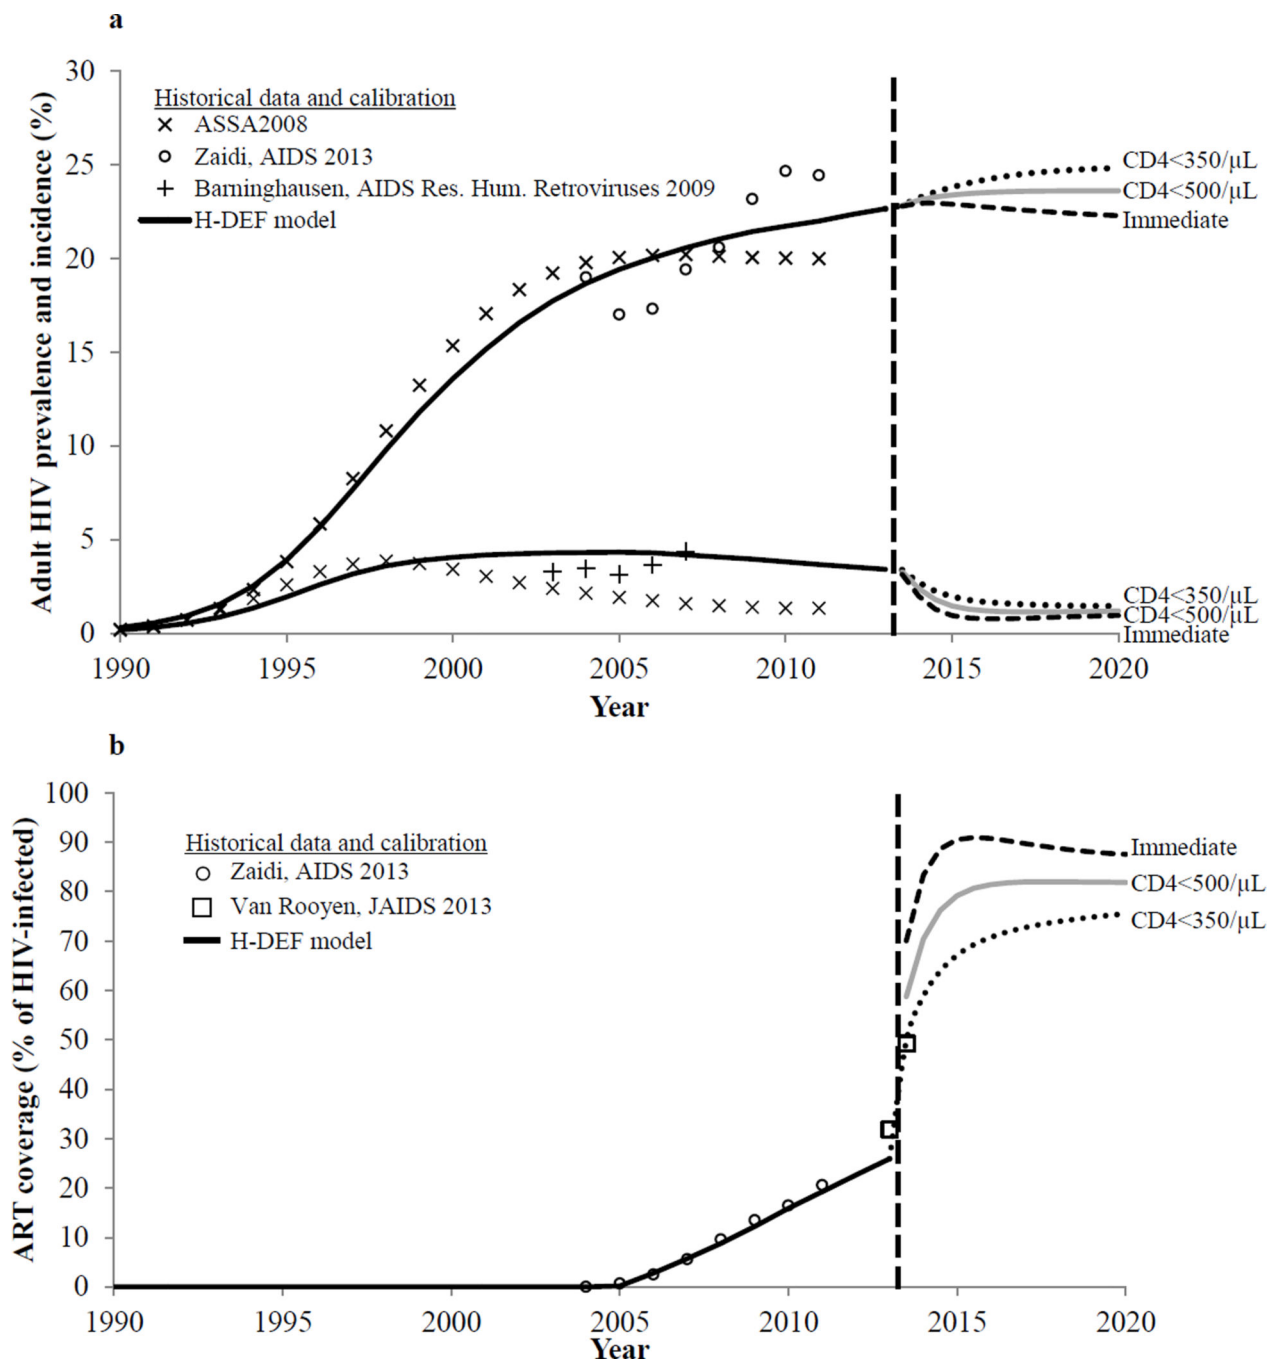 a
Adult HIV prevalence and incidence (%)
30
25
20
15
10
5
0
Historical data and calibration
ASSA2008
Zaidi, AIDS 2013
Barninghausen, AIDS Res. Hum. Retroviruses 2009
H-DEF model
CD4<350/µL
CD4<500/µL
Immediate
CD4<350/µL
CD4<500/µL
Immediate
1990 1995 2000 2005 2010 2015 2020
Year
b
ART coverage (% of HIV-infected)
100
90
80
70
60
50
40
30
20
10
0
Historical data and calibration
Zaidi, AIDS 2013
Van Rooyen, JAIDS 2013
H-DEF model
Immediate
CD4<500/µL
CD4<350/µL
1990 1995 2000 2005 2010 2015 2020
Year